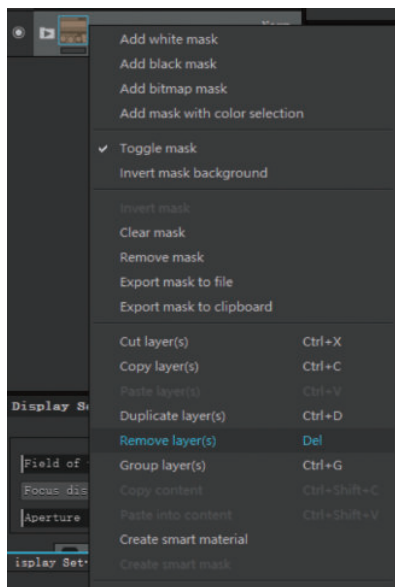 Add white mask
Add black mask
Add bitmap mask
Add mask with color selection
Toggle mask
Invert mask background
Invert mask
Clear mask
Remove mask
Export mask to file
Export mask to clipboard
Cut layer(s) Ctrl+X
Copy layer(s) Ctrl+C
Paste layer(s) Ctrl+V
Duplicate layer(s) Ctrl+D
Display Se
Remove layer(s) Del
Field of
Group layer(s) Ctrl+G
Focus dis
Copy content Ctrl+Shift+C
Aperture
Paste into content Ctrl+Shift+V
Create smart material
isplay Set
Create smart mask